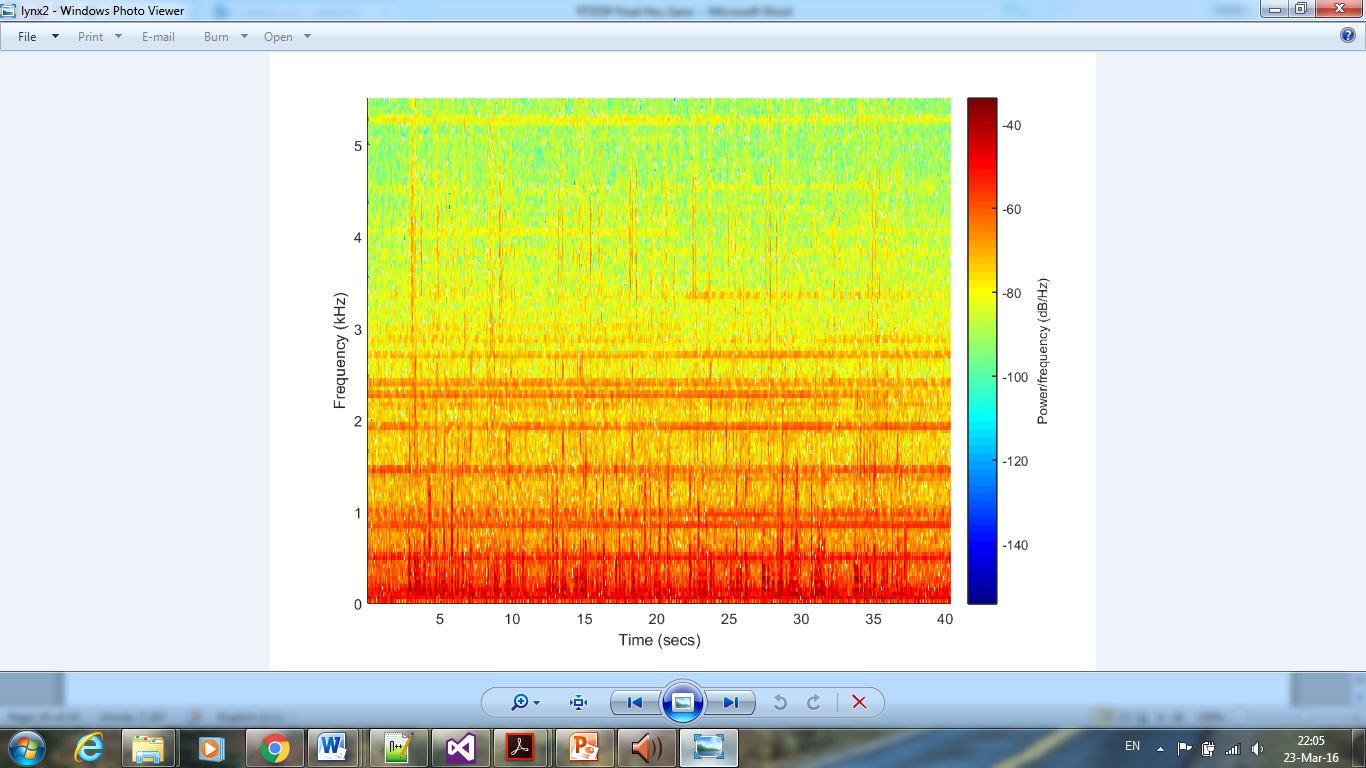 lynx2 - Windows Photo Viewer
File Print E-mail Burn Open
5
4
3
2
1
0
Frequency (kHz)
5 10 15 20 25 30 35 40
Time (secs)
-40
-60
-80
-100
-120
-140
Power/frequency (dB/Hz)
EN
22:05
23-Mar-16